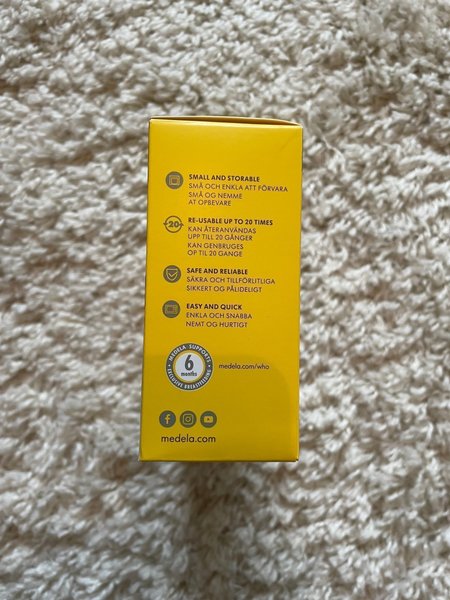 SMALL AND STORABLE
SMÅ OCH ENKLA ATT FÖRVARA
SMÅ OG NEMME
AT OPBEVARE
20
RE-USABLE UP TO 20 TIMES
KAN ÅTERANVÄNDAS
UPP TILL 20 GÅNGER
KAN GENBRUGES
OP TIL 20 GANGE
SAFE AND RELIABLE
SÄKRA OCH TILLFÖRLITLIGA
SIKKERT OG PÅLIDELIGT
EASY AND QUICK
ENKLA OCH SNABBA
NEMT OG HURTIGT
MEDELA SUPPORTS
6
months
EXCLUSIVE BREASTFEEDING
medela.com/who
medela.com